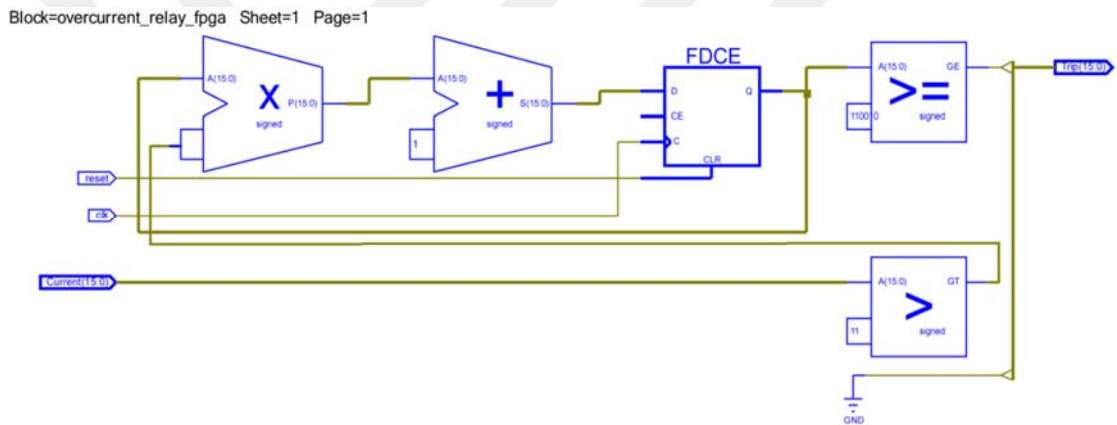 Block=overcurrent_relay_fpga Sheet=1 Page=1
FDCE
A(15:0)
X
P(15:0)
signed
A(15:0)
+
S(15:0)
signed
1
D
Q
CE
C
CLR
A(15:0)
GE
>=
signed
Trip(15:0)
reset
clk
Current(15:0)
A(15:0)
GT
>
11
signed
GND